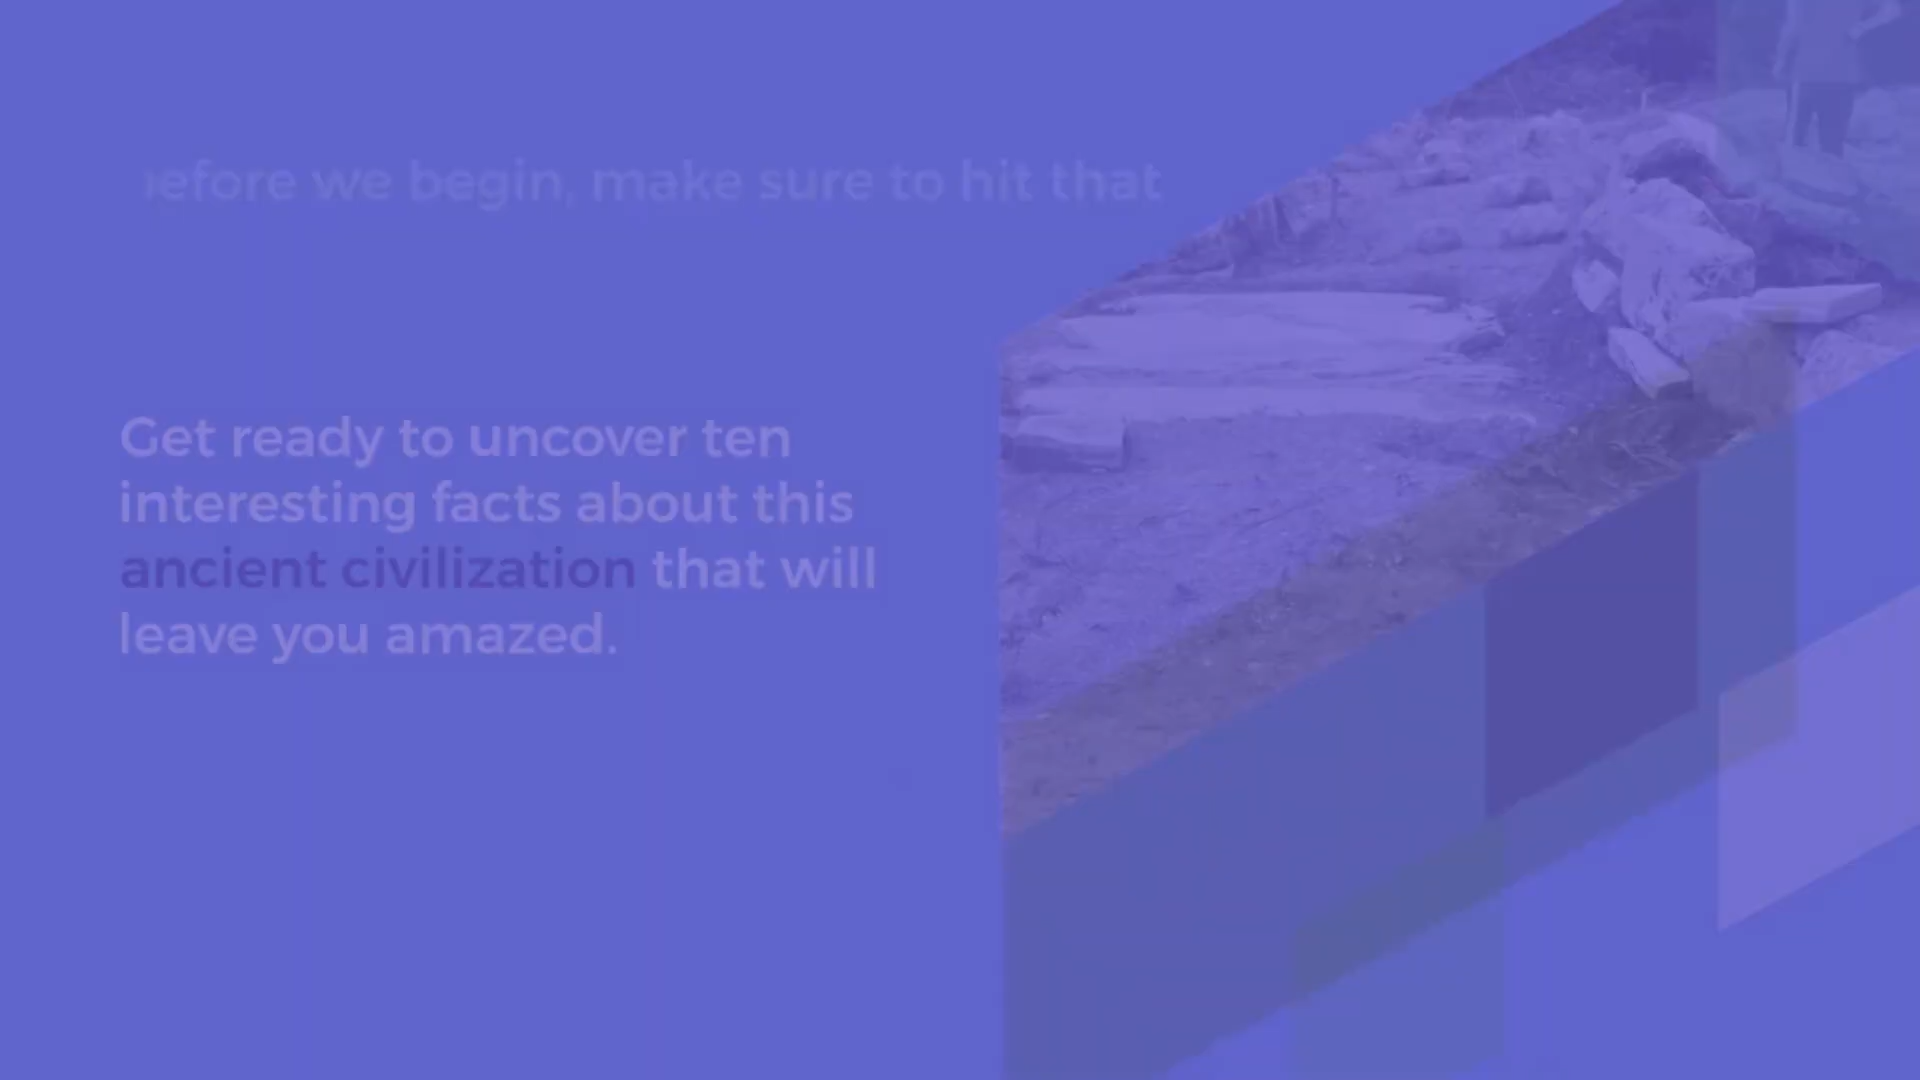 before we begin, make sure to hit that
Get ready to uncover ten
interesting facts about this
ancient civilization that will
leave you amazed.